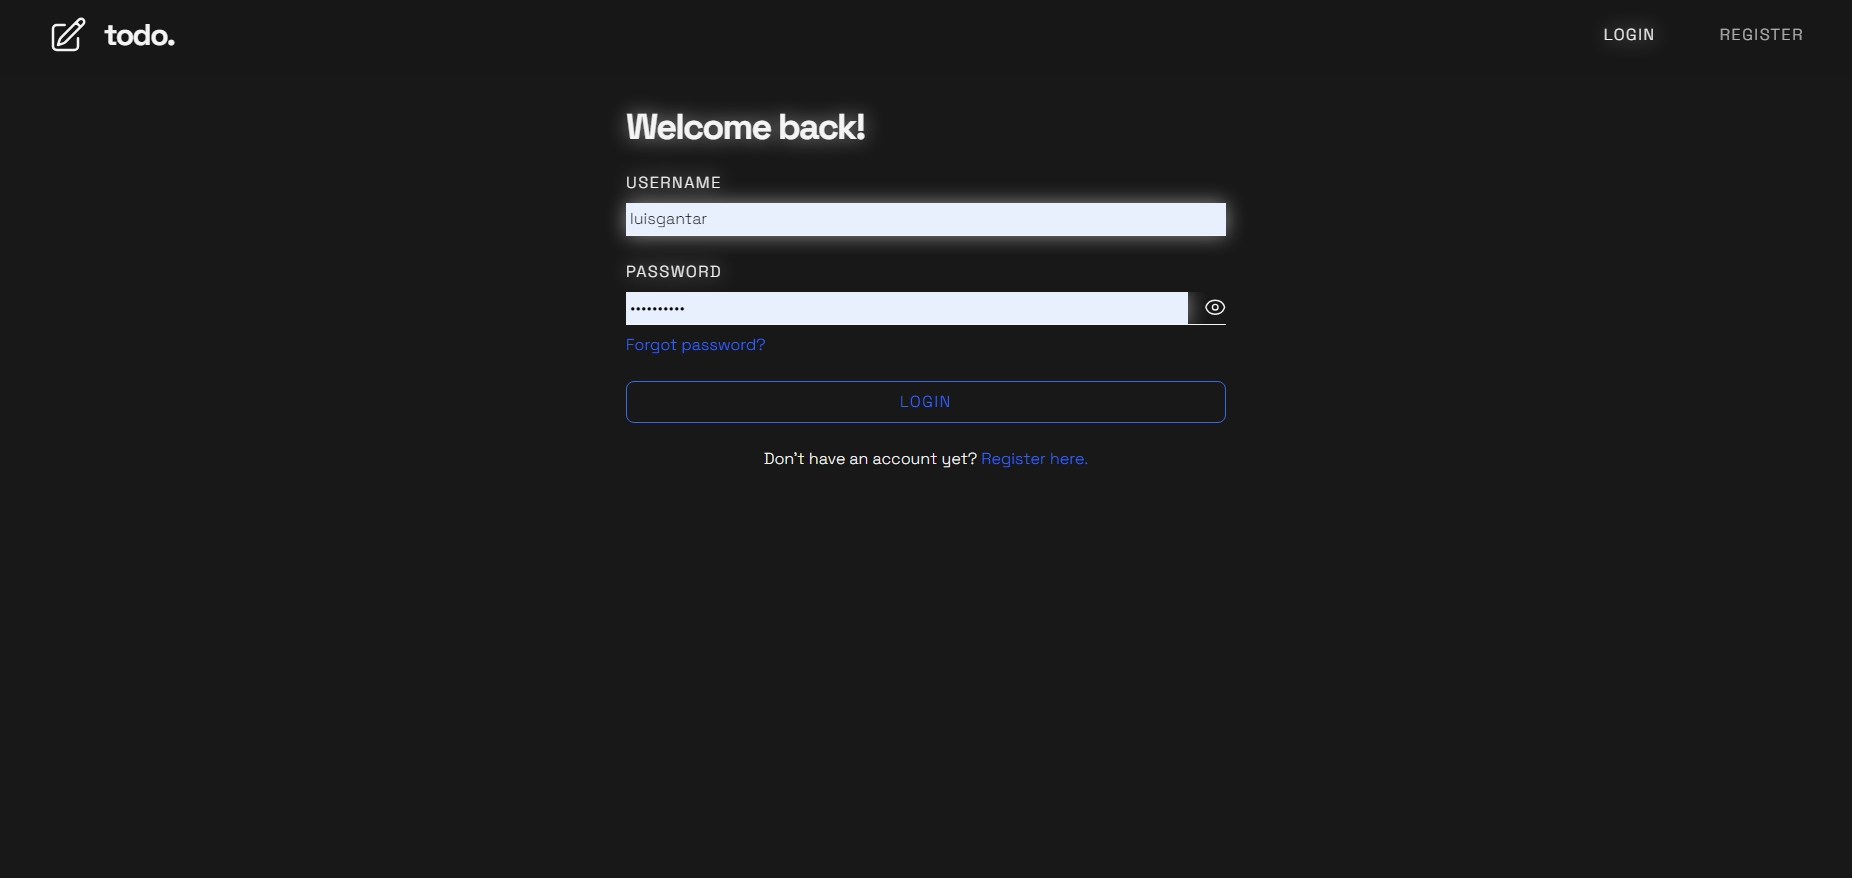 todo.
LOGIN
REGISTER
Welcome back!
USERNAME
luisgantar
PASSWORD
••••••••••
Forgot password?
LOGIN
Don't have an account yet? Register here.